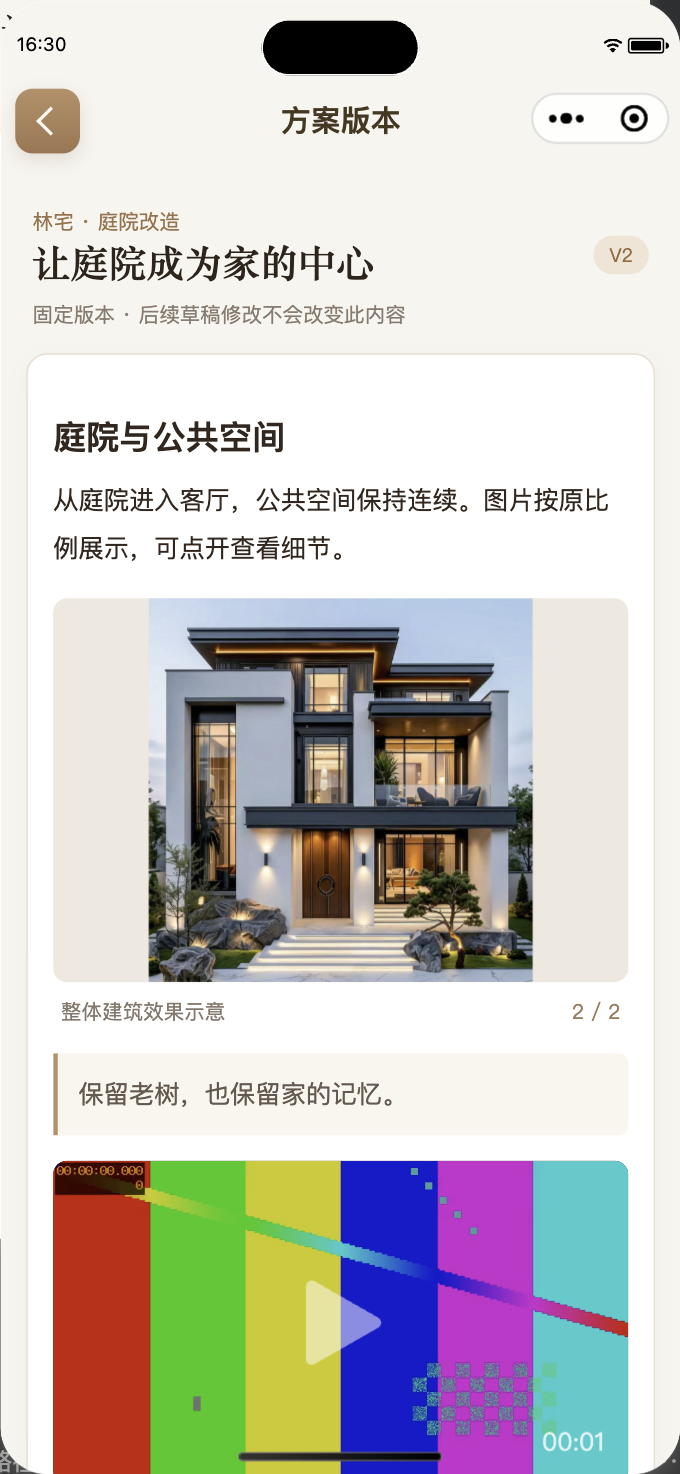 16:30
方案版本
林宅 · 庭院改造
让庭院成为家的中心
V2
固定版本 · 后续草稿修改不会改变此内容
庭院与公共空间
从庭院进入客厅，公共空间保持连续。图片按原比
例展示，可点开查看细节。
整体建筑效果示意
2 / 2
保留老树，也保留家的记忆。
00:00:00.000
0
00:01